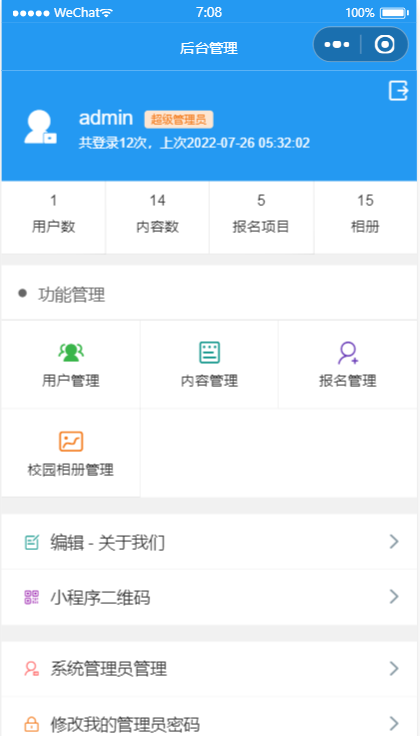 WeChat 7:08 100%
后台管理
admin 超级管理员
共登录12次，上次2022-07-26 05:32:02
1 14 5 15
用户数 内容数 报名项目 相册
功能管理
用户管理 内容管理 报名管理
校园相册管理
编辑 - 关于我们
小程序二维码
系统管理员管理
修改我的管理员密码